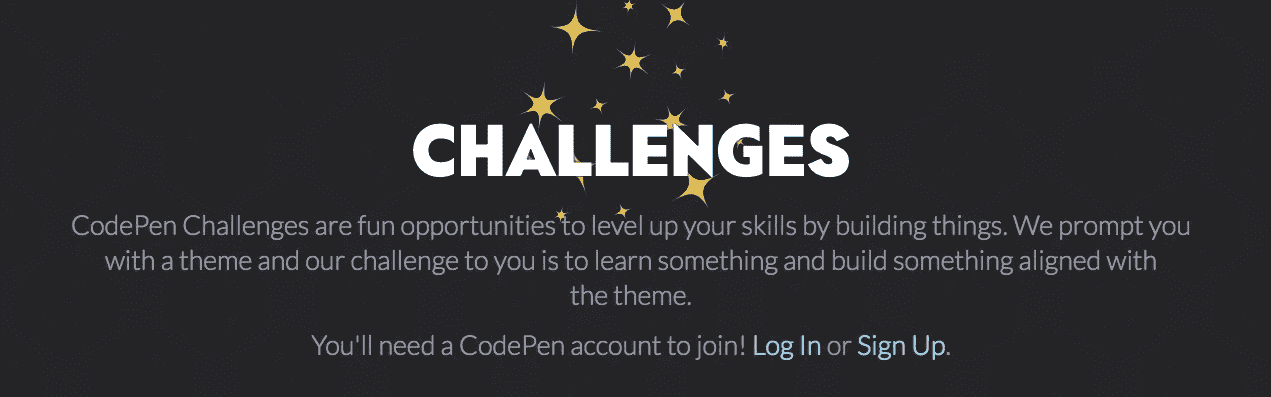 CHALLENGES
CodePen Challenges are fun opportunities to level up your skills by building things. We prompt you
with a theme and our challenge to you is to learn something and build something aligned with
the theme.
You'll need a CodePen account to join! Log In or Sign Up.